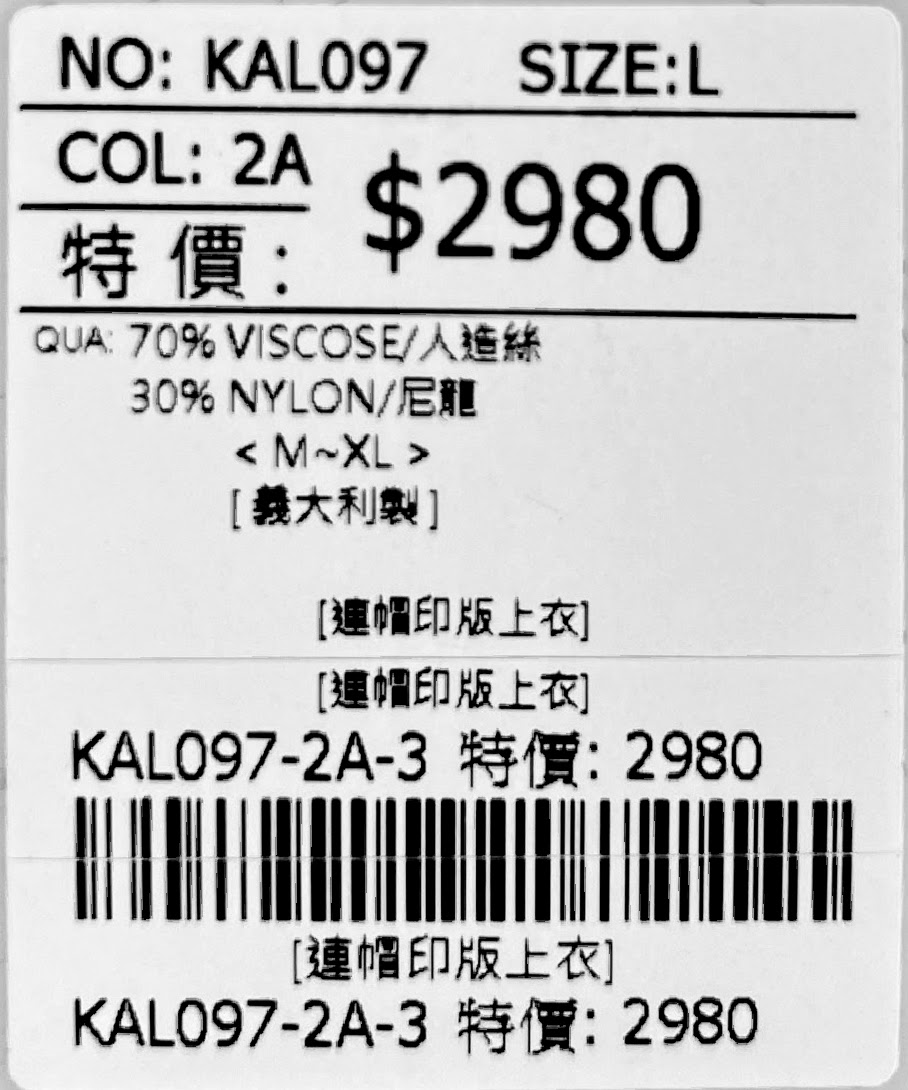 NO: KAL097 SIZE:L
COL: 2A $2980
特價:
QUA: 70% VISCOSE/人造絲
30% NYLON/尼龍
< M~XL >
[義大利製]
[連帽印版上衣]
[連帽印版上衣]
KAL097-2A-3 特價: 2980
[連帽印版上衣]
KAL097-2A-3 特價: 2980